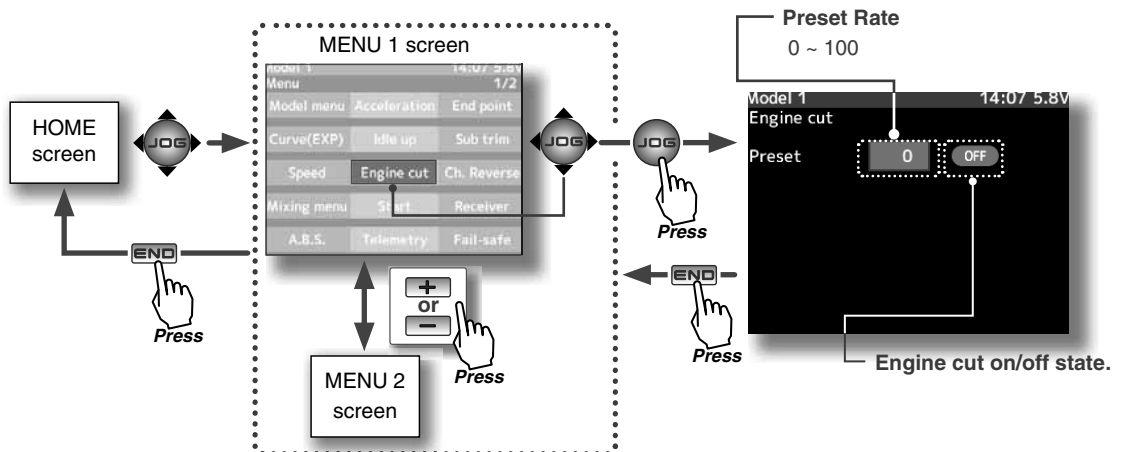 Preset Rate
0 ~ 100
MENU 1 screen
Model 1 14:07 5.8V
Menu 1/2
Model menu Acceleration End point
Curve(EXP) Idle up Sub trim
Speed Engine cut Ch. Reverse
Mixing menu Start Receiver
A.B.S. Telemetry Fail-safe
HOME
screen
JOG
JOG
JOG
Press
END
Press
END
Press
+
or
−
Press
MENU 2
screen
Model 1 14:07 5.8V
Engine cut
Preset 0 OFF
Engine cut on/off state.